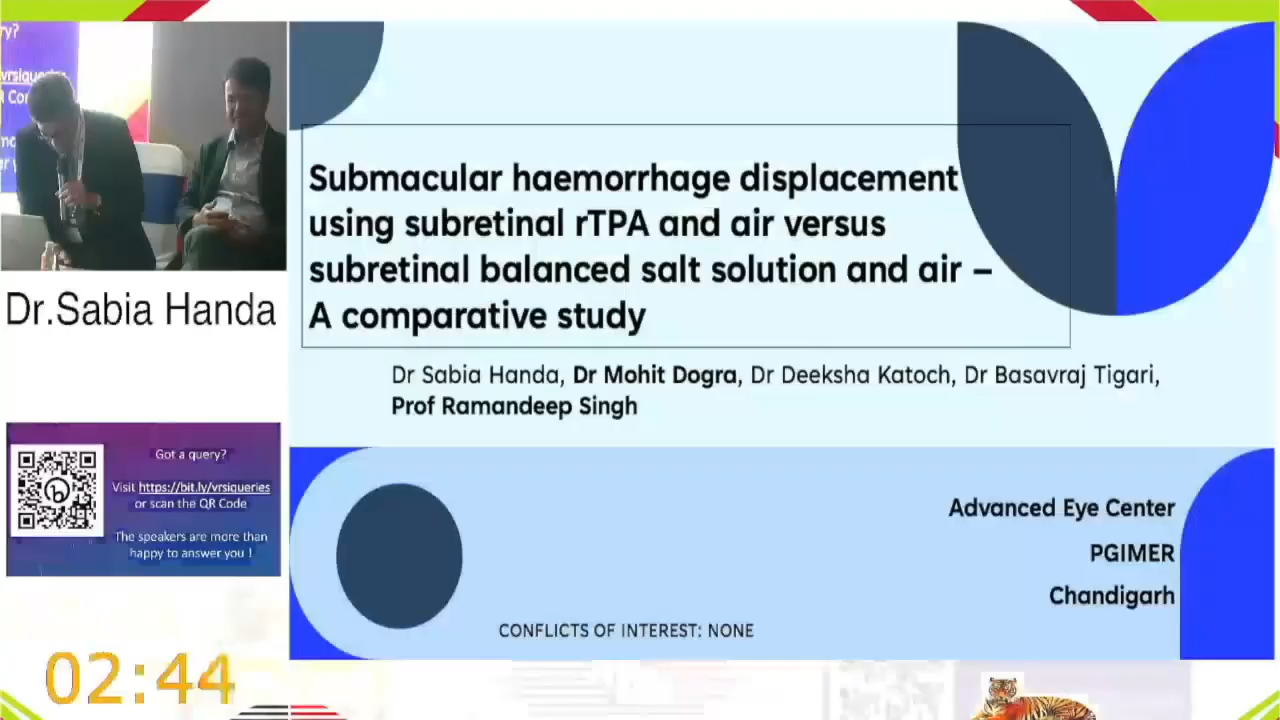 y?
vrsiqueries
Dr.Sabia Handa
Got a query?
Visit https://bit.ly/vrsiqueries
or scan the QR Code
The speakers are more than
happy to answer you !
02:44
Submacular haemorrhage displacement
using subretinal rTPA and air versus
subretinal balanced salt solution and air –
A comparative study
Dr Sabia Handa, Dr Mohit Dogra, Dr Deeksha Katoch, Dr Basavraj Tigari,
Prof Ramandeep Singh
Advanced Eye Center
PGIMER
Chandigarh
CONFLICTS OF INTEREST: NONE